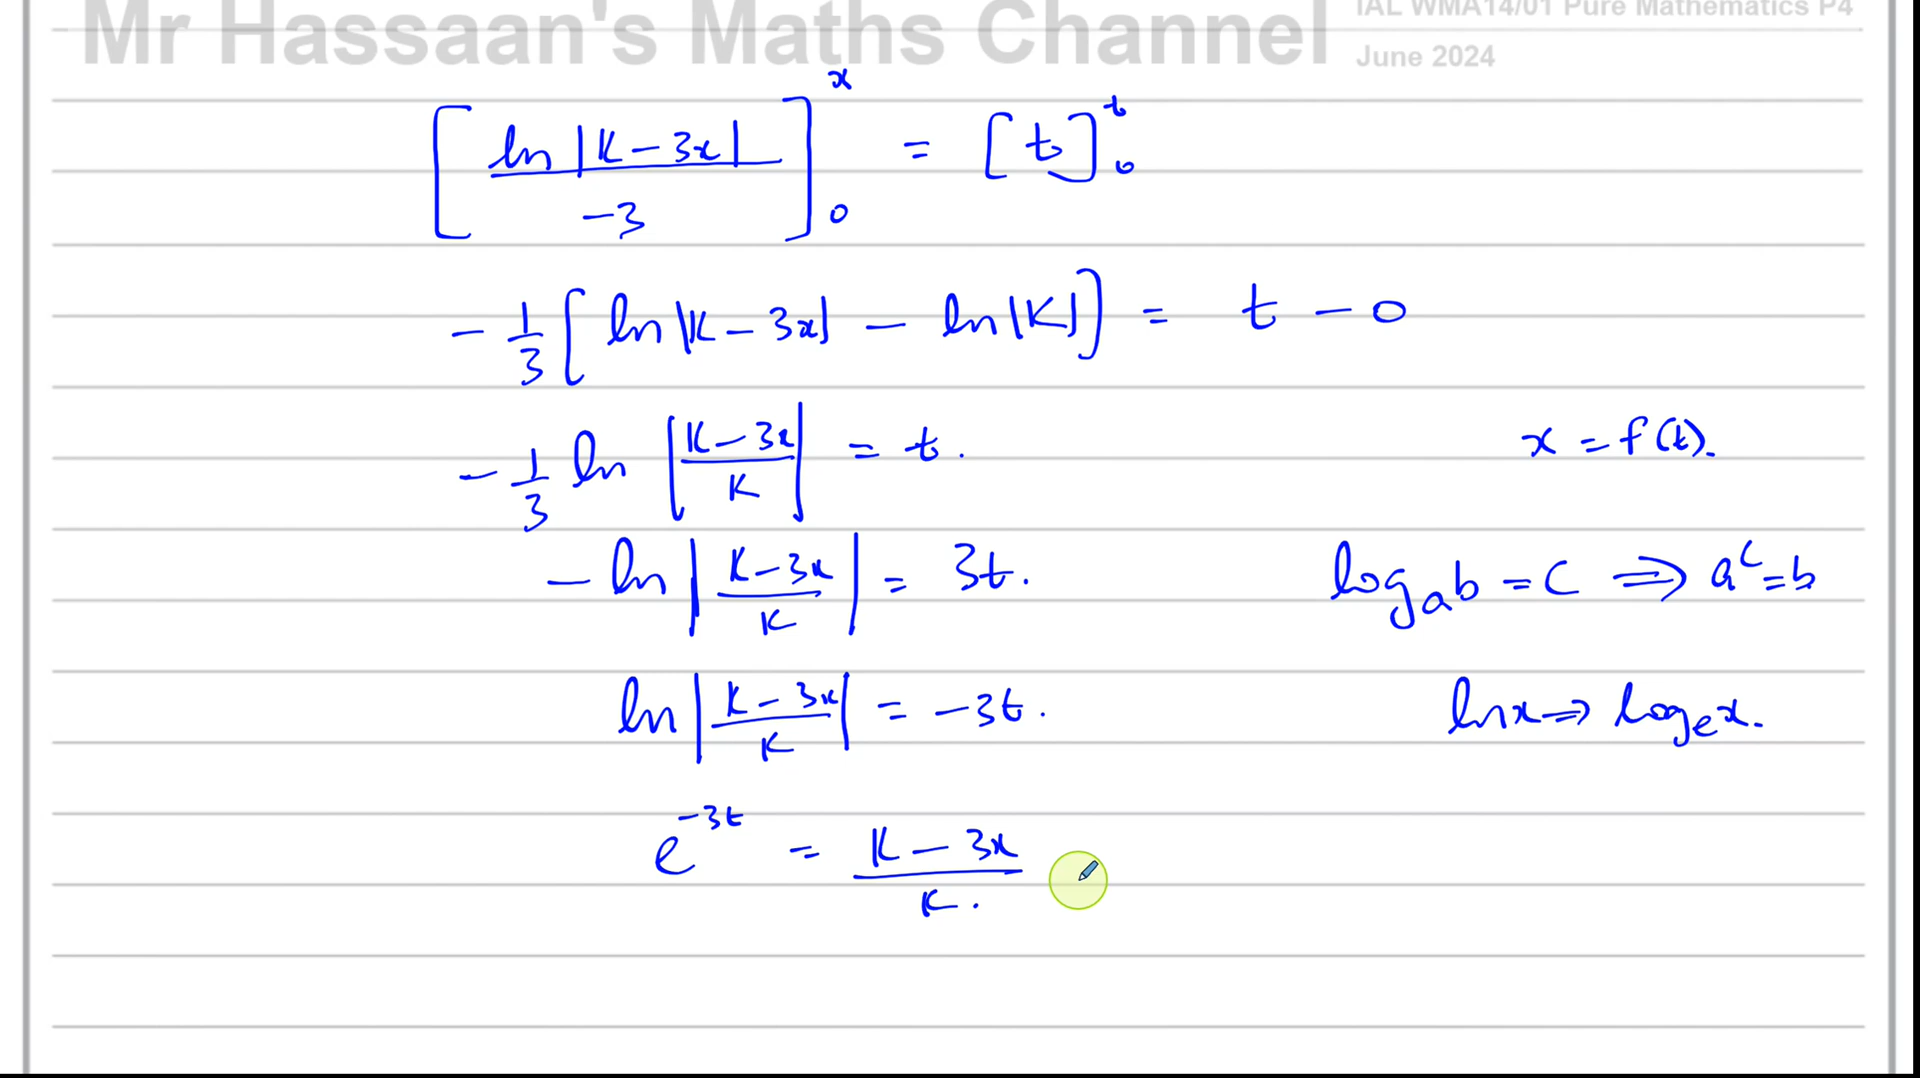 Mr Hassaan's Maths Channel
IAL WMA14/01 Pure Mathematics P4
June 2024
[ln |K - 3x| / -3]₀ˣ = [t]₀ᵗ
- 1/3 [ln |K - 3x| - ln |K|] = t - 0
- 1/3 ln |(K - 3x)/K| = t.
x = f(t).
- ln |(K - 3x)/K| = 3t.
logₐb = c ⇒ aᶜ = b
ln |(K - 3x)/K| = -3t.
lnx ⇒ logₑx.
e⁻³ᵗ = (K - 3x)/K.